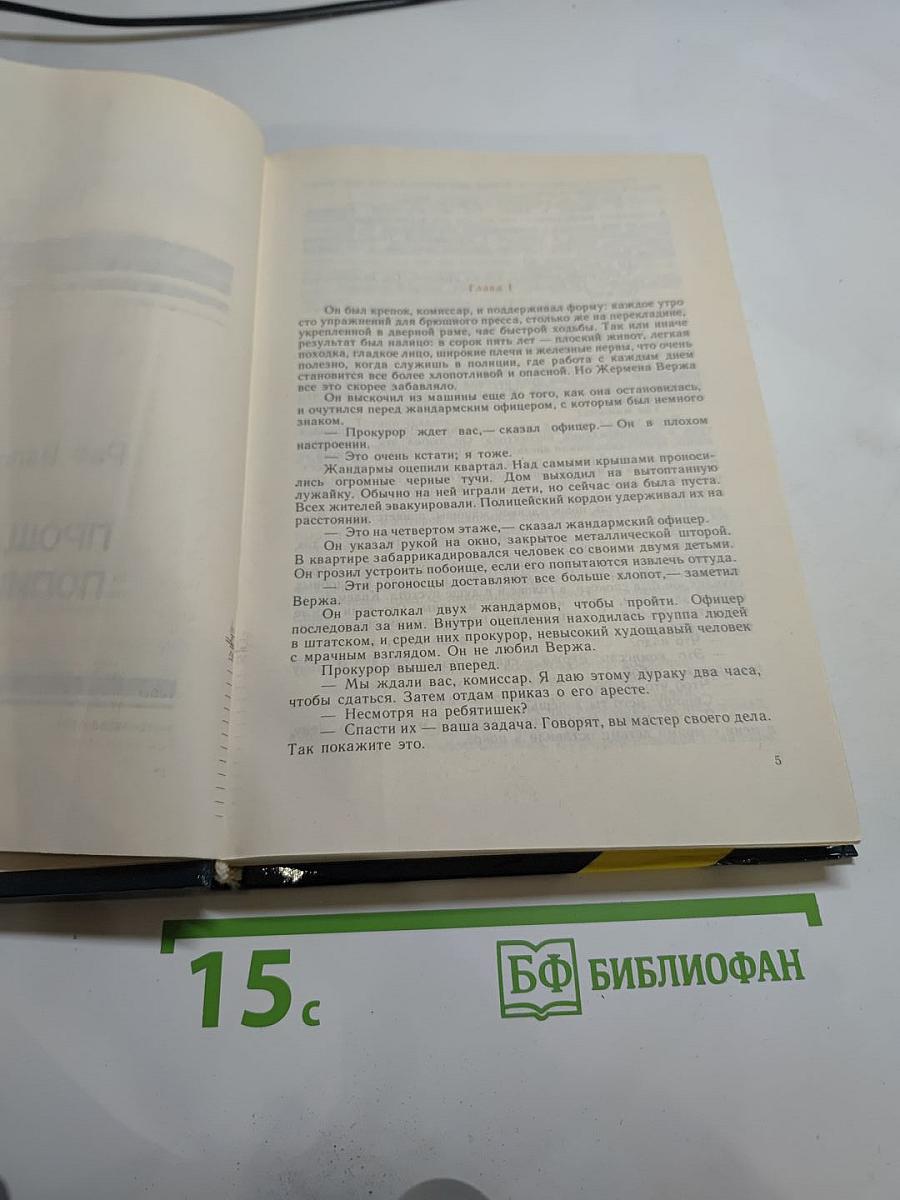 Глава 1
Он был крепок, комиссар, и поддерживал форму: каждое утро
сто упражнений для брюшного пресса, столько же на перекладине,
укрепленной в дверной раме, час быстрой ходьбы. Так или иначе
результат был налицо: в сорок пять лет — плоский живот, легкая
походка, гладкое лицо, широкие плечи и железные нервы, что очень
полезно, когда служишь в полиции, где работа с каждым днем
становится все более хлопотливой и опасной. Но Жермена Вержа
все это скорее забавляло.
Он выскочил из машины еще до того, как она остановилась,
и очутился перед жандармским офицером, с которым был немного
знаком.
— Прокурор ждет вас,— сказал офицер.— Он в плохом
настроении.
— Это очень кстати; я тоже.
Жандармы оцепили квартал. Над самыми крышами проноси-
лись огромные черные тучи. Дом выходил на вытоптанную
лужайку. Обычно на ней играли дети, но сейчас она была пуста.
Всех жителей эвакуировали. Полицейский кордон удерживал их на
расстоянии.
— Это на четвертом этаже,— сказал жандармский офицер.
Он указал рукой на окно, закрытое металлической шторой.
В квартире забаррикадировался человек со своими двумя детьми.
Он грозил устроить побоище, если его попытаются извлечь оттуда.
— Эти рогоносцы доставляют все больше хлопот,— заметил
Вержа.
Он растолкал двух жандармов, чтобы пройти. Офицер
последовал за ним. Внутри оцепления находилась группа людей
в штатском, и среди них прокурор, невысокий худощавый человек
с мрачным взглядом. Он не любил Вержа.
Прокурор вышел вперед.
— Мы ждали вас, комиссар. Я даю этому дураку два часа,
чтобы сдаться. Затем отдам приказ о его аресте.
— Несмотря на ребятишек?
— Спасти их — ваша задача. Говорят, вы мастер своего дела.
Так покажите это.
5
15 с
БФ БИБЛИОФАН